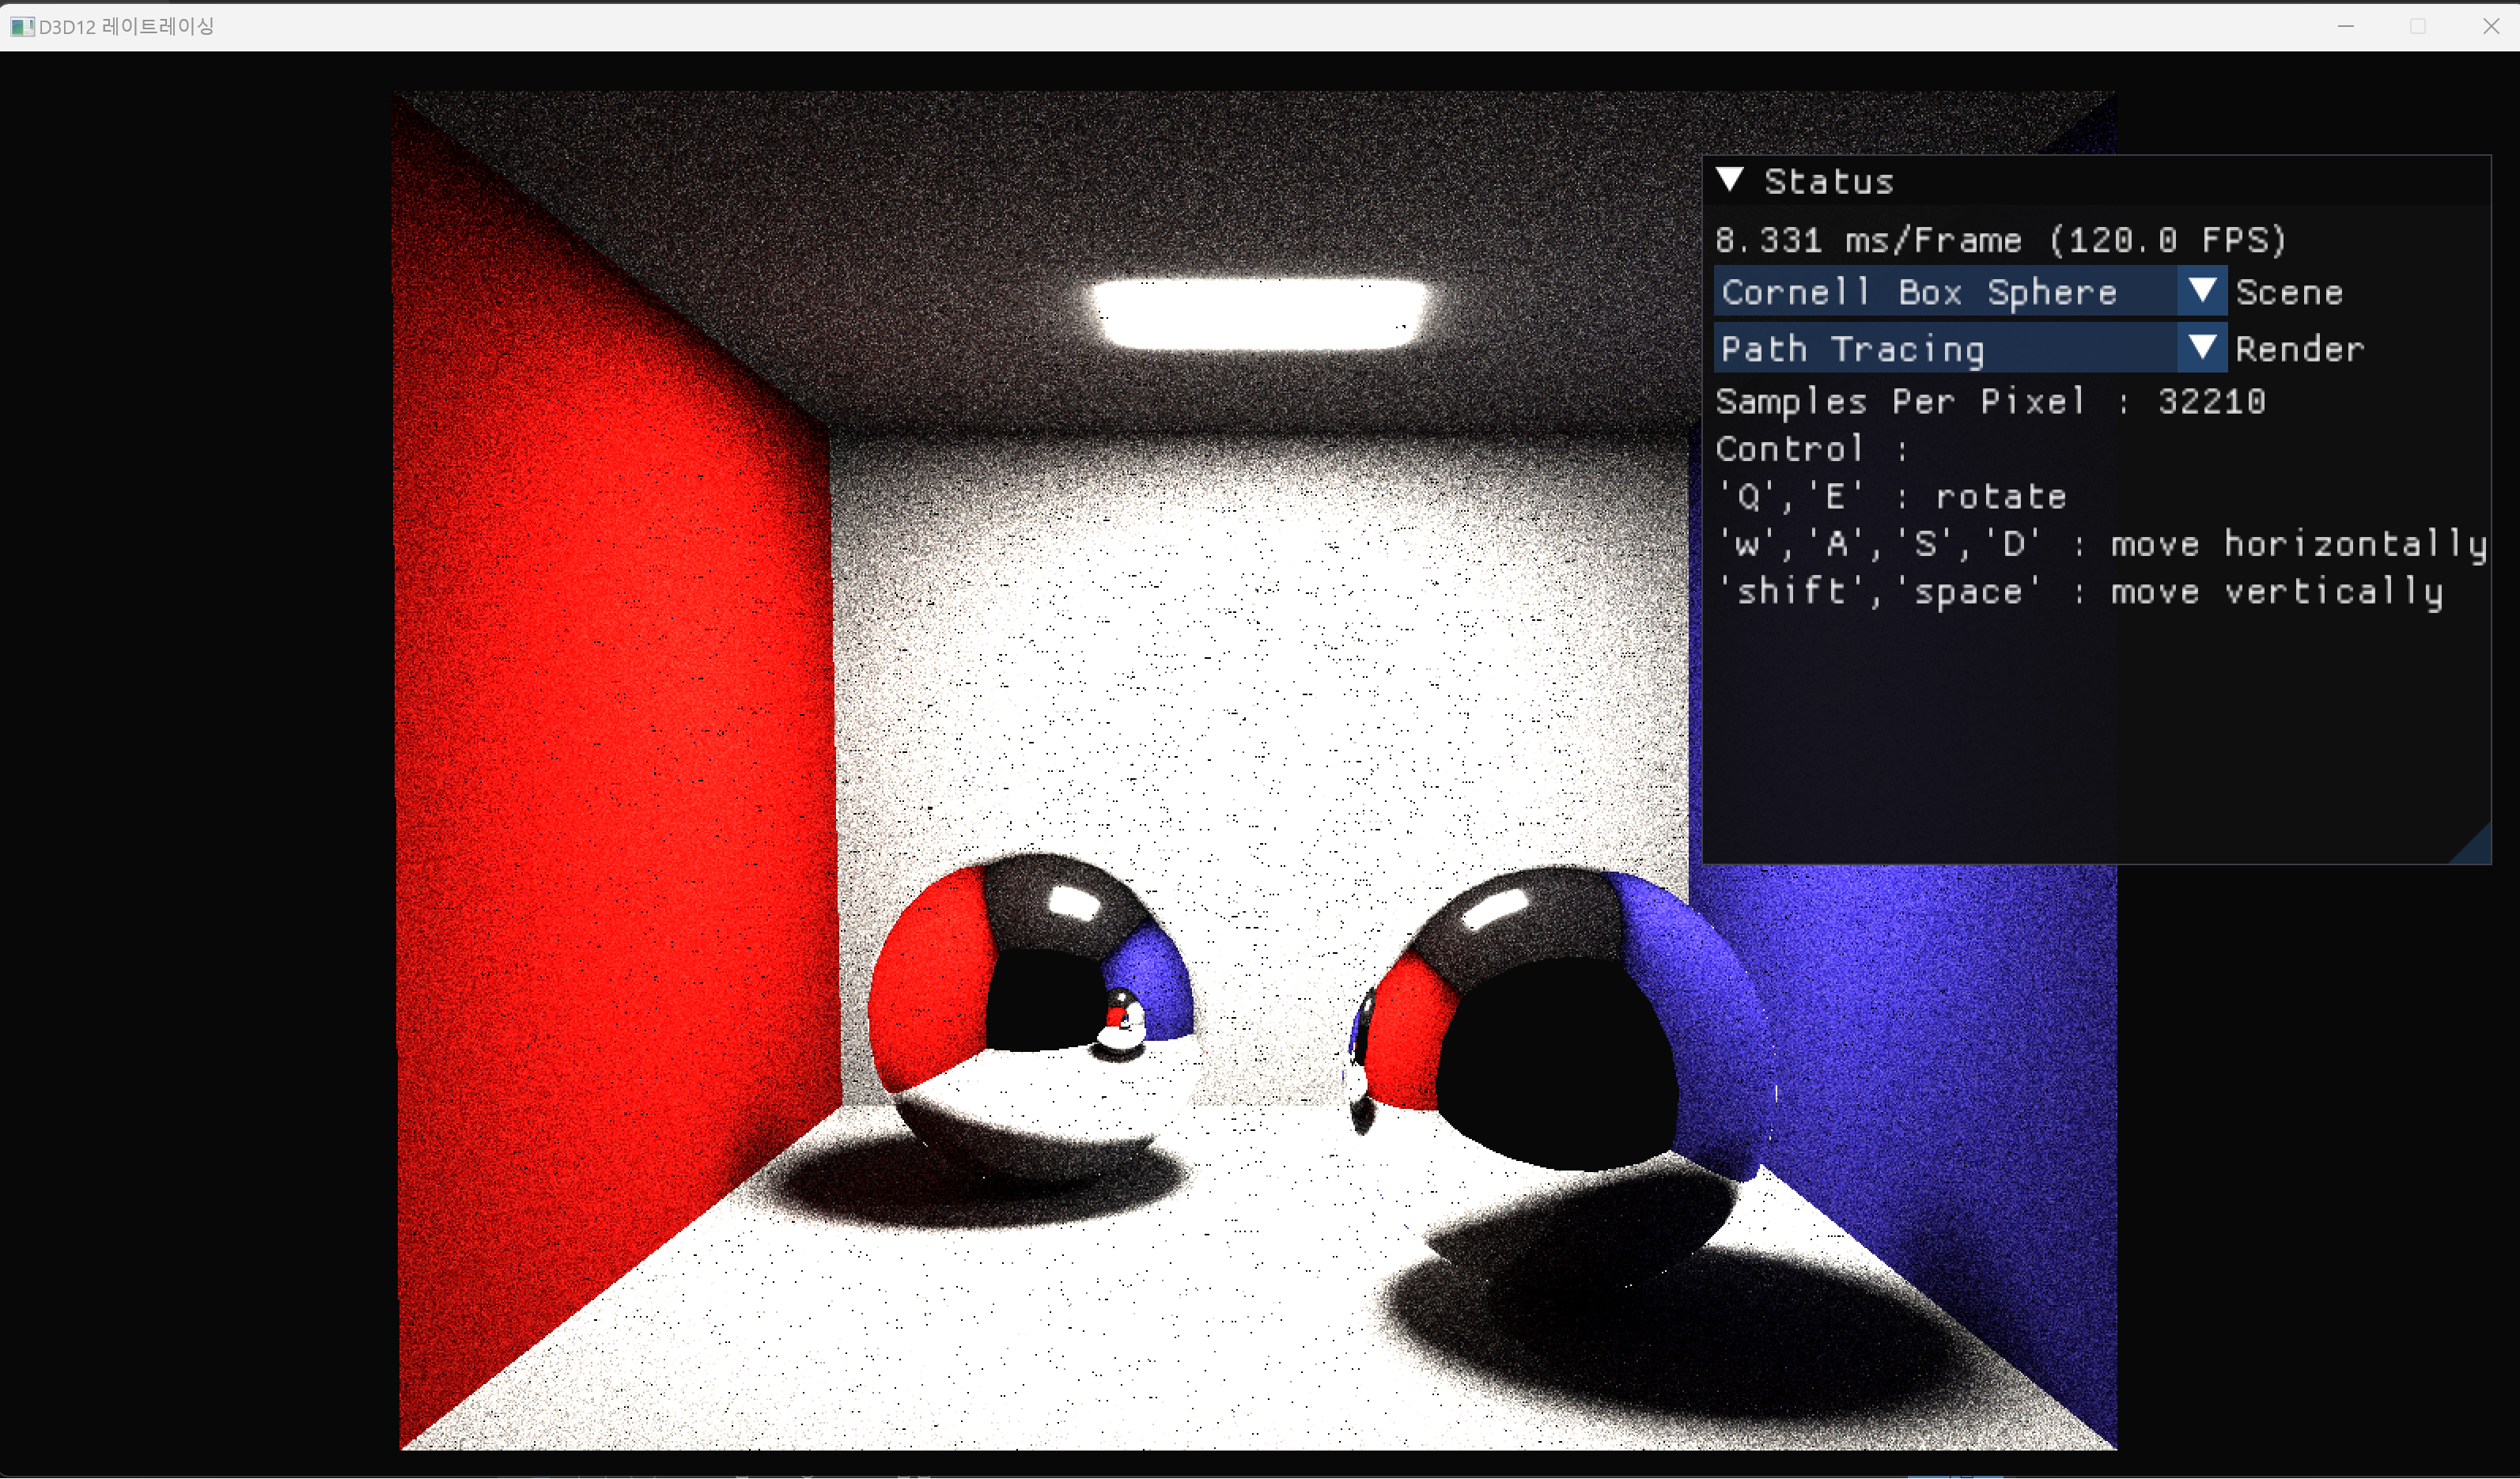 D3D12 레이트레이싱
Status
8.331 ms/Frame (120.0 FPS)
Cornell Box Sphere Scene
Path Tracing Render
Samples Per Pixel : 32210
Control :
'Q','E' : rotate
'w','A','S','D' : move horizontally
'shift','space' : move vertically